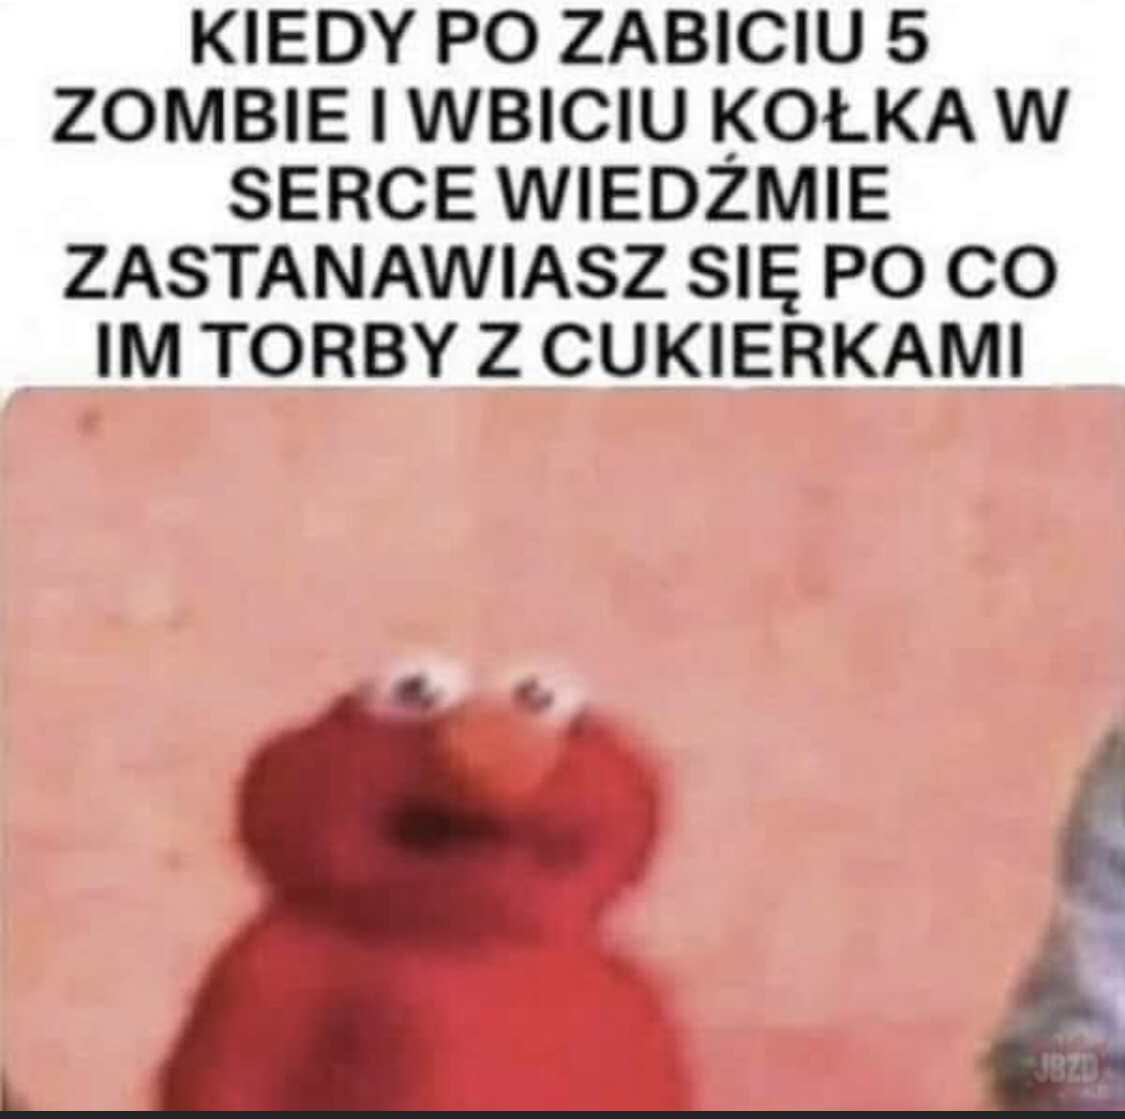 KIEDY PO ZABICIU 5
ZOMBIE I WBICIU KOŁKA W
SERCE WIEDŹMIE
ZASTANAWIASZ SIĘ PO CO
IM TORBY Z CUKIERKAMI
JBZD